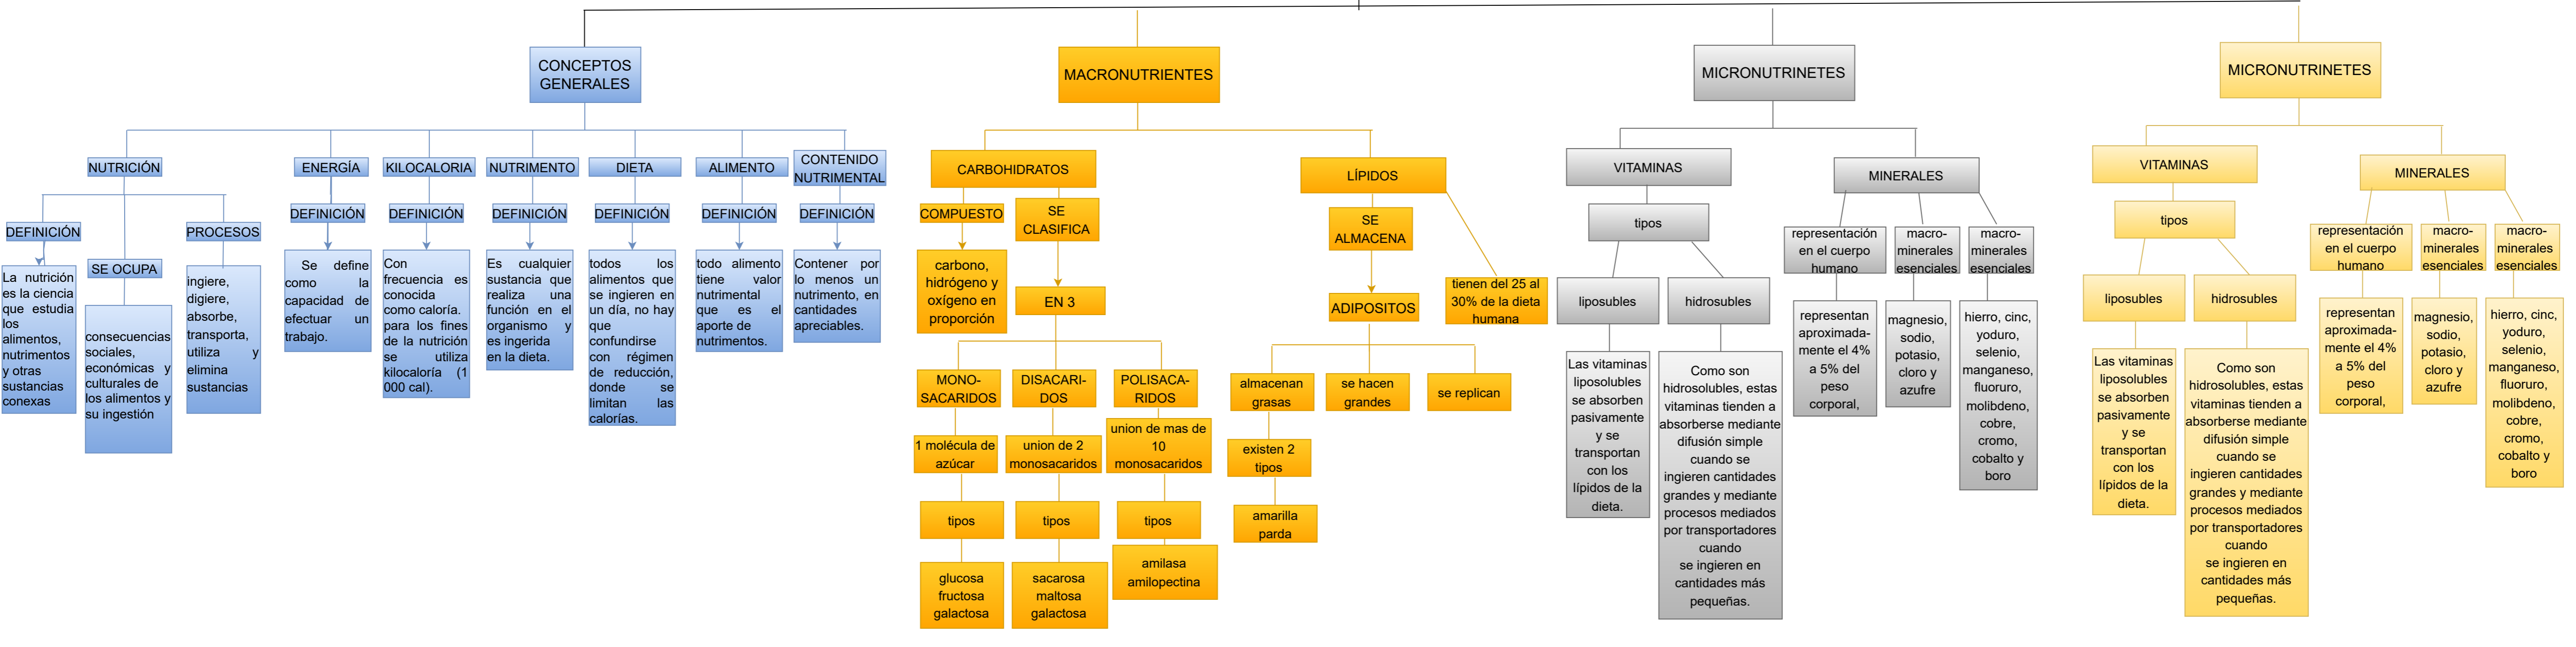 CONCEPTOS
GENERALES
NUTRICIÓN
DEFINICIÓN
La nutrición
es la ciencia
que estudia
los
alimentos,
nutrimentos
y otras
sustancias
conexas
SE OCUPA
consecuencias
sociales,
económicas y
culturales de
los alimentos y
su ingestión
PROCESOS
ingiere,
digiere,
absorbe,
transporta,
utiliza y
elimina
sustancias
ENERGÍA
DEFINICIÓN
Se define
como la
capacidad de
efectuar un
trabajo.
KILOCALORIA
DEFINICIÓN
Con
frecuencia es
conocida
como caloría.
para los fines
de la nutrición
se utiliza
kilocaloría (1
000 cal).
NUTRIMENTO
DEFINICIÓN
Es cualquier
sustancia que
realiza una
función en el
organismo y
es ingerida
en la dieta.
DIETA
DEFINICIÓN
todos los
alimentos que
se ingieren en
un día, no hay
que
confundirse
con régimen
de reducción,
donde se
limitan las
calorías.
ALIMENTO
DEFINICIÓN
todo alimento
tiene valor
nutrimental
que es el
aporte de
nutrimentos.
CONTENIDO
NUTRIMENTAL
DEFINICIÓN
Contener por
lo menos un
nutrimento, en
cantidades
apreciables.
MACRONUTRIENTES
CARBOHIDRATOS
COMPUESTO
carbono,
hidrógeno y
oxígeno en
proporción
SE
CLASIFICA
EN 3
MONO-
SACARIDOS
1 molécula de
azúcar
tipos
glucosa
fructosa
galactosa
DISACARI-
DOS
union de 2
monosacaridos
tipos
sacarosa
maltosa
galactosa
POLISACA-
RIDOS
union de mas de
10
monosacaridos
tipos
amilasa
amilopectina
LÍPIDOS
SE
ALMACENA
ADIPOSITOS
almacenan
grasas
existen 2
tipos
amarilla
parda
se hacen
grandes
se replican
tienen del 25 al
30% de la dieta
humana
MICRONUTRINETES
VITAMINAS
tipos
liposubles
Las vitaminas
liposolubles
se absorben
pasivamente
y se
transportan
con los
lípidos de la
dieta.
hidrosubles
Como son
hidrosolubles, estas
vitaminas tienden a
absorberse mediante
difusión simple
cuando se
ingieren cantidades
grandes y mediante
procesos mediados
por transportadores
cuando
se ingieren en
cantidades más
pequeñas.
MINERALES
representación
en el cuerpo
humano
representan
aproximada-
mente el 4%
a 5% del
peso
corporal,
macro-
minerales
esenciales
magnesio,
sodio,
potasio,
cloro y
azufre
macro-
minerales
esenciales
hierro, cinc,
yoduro,
selenio,
manganeso,
fluoruro,
molibdeno,
cobre,
cromo,
cobalto y
boro
MICRONUTRINETES
VITAMINAS
tipos
liposubles
Las vitaminas
liposolubles
se absorben
pasivamente
y se
transportan
con los
lípidos de la
dieta.
hidrosubles
Como son
hidrosolubles, estas
vitaminas tienden a
absorberse mediante
difusión simple
cuando se
ingieren cantidades
grandes y mediante
procesos mediados
por transportadores
cuando
se ingieren en
cantidades más
pequeñas.
MINERALES
representación
en el cuerpo
humano
representan
aproximada-
mente el 4%
a 5% del
peso
corporal,
macro-
minerales
esenciales
magnesio,
sodio,
potasio,
cloro y
azufre
macro-
minerales
esenciales
hierro, cinc,
yoduro,
selenio,
manganeso,
fluoruro,
molibdeno,
cobre,
cromo,
cobalto y
boro